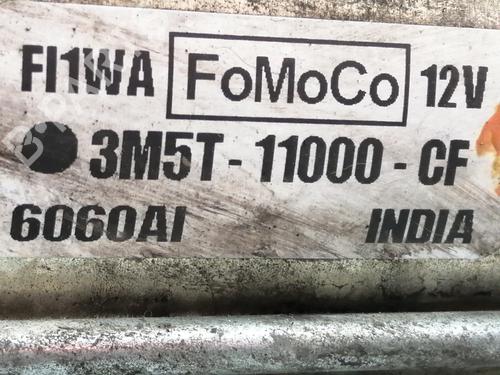 FI1WA FoMoCo 12V
3M5T-11000-CF
6060AI INDIA